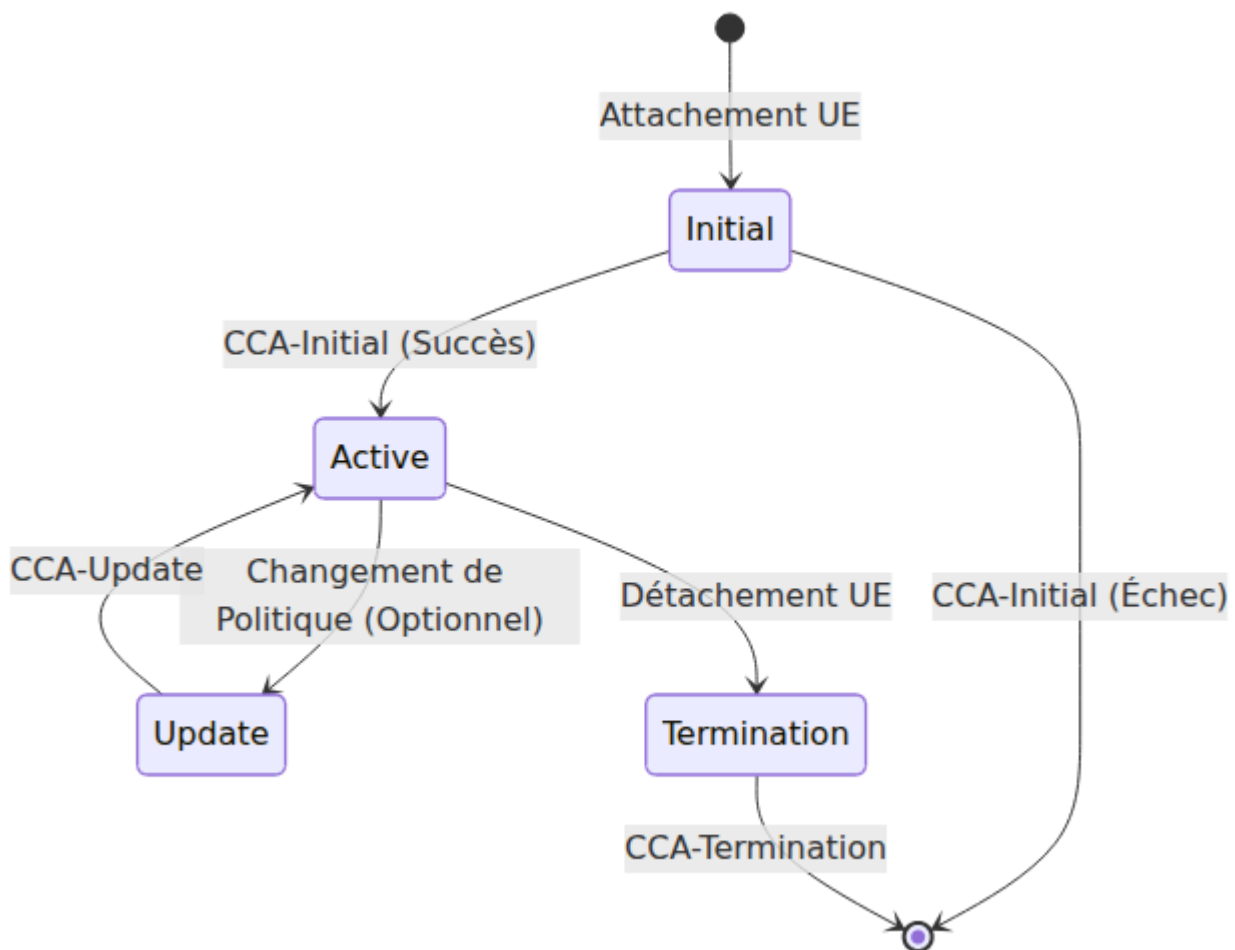 Attachement UE
Initial
CCA-Initial (Succès)
Active
CCA-Update
Changement de
Politique (Optionnel)
Détachement UE
CCA-Initial (Échec)
Update
Termination
CCA-Termination